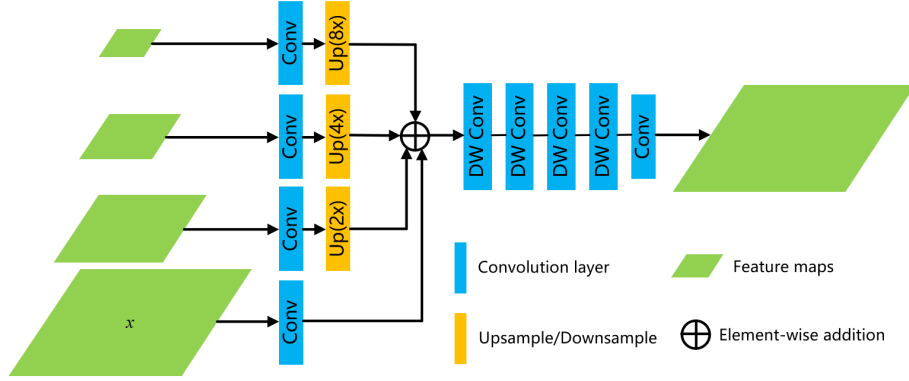 Conv
Up(8x)
Conv
Up(4x)
DW Conv
DW Conv
DW Conv
DW Conv
Conv
Conv
Up(2x)
x
Conv
Convolution layer
Feature maps
Upsample/Downsample
Element-wise addition